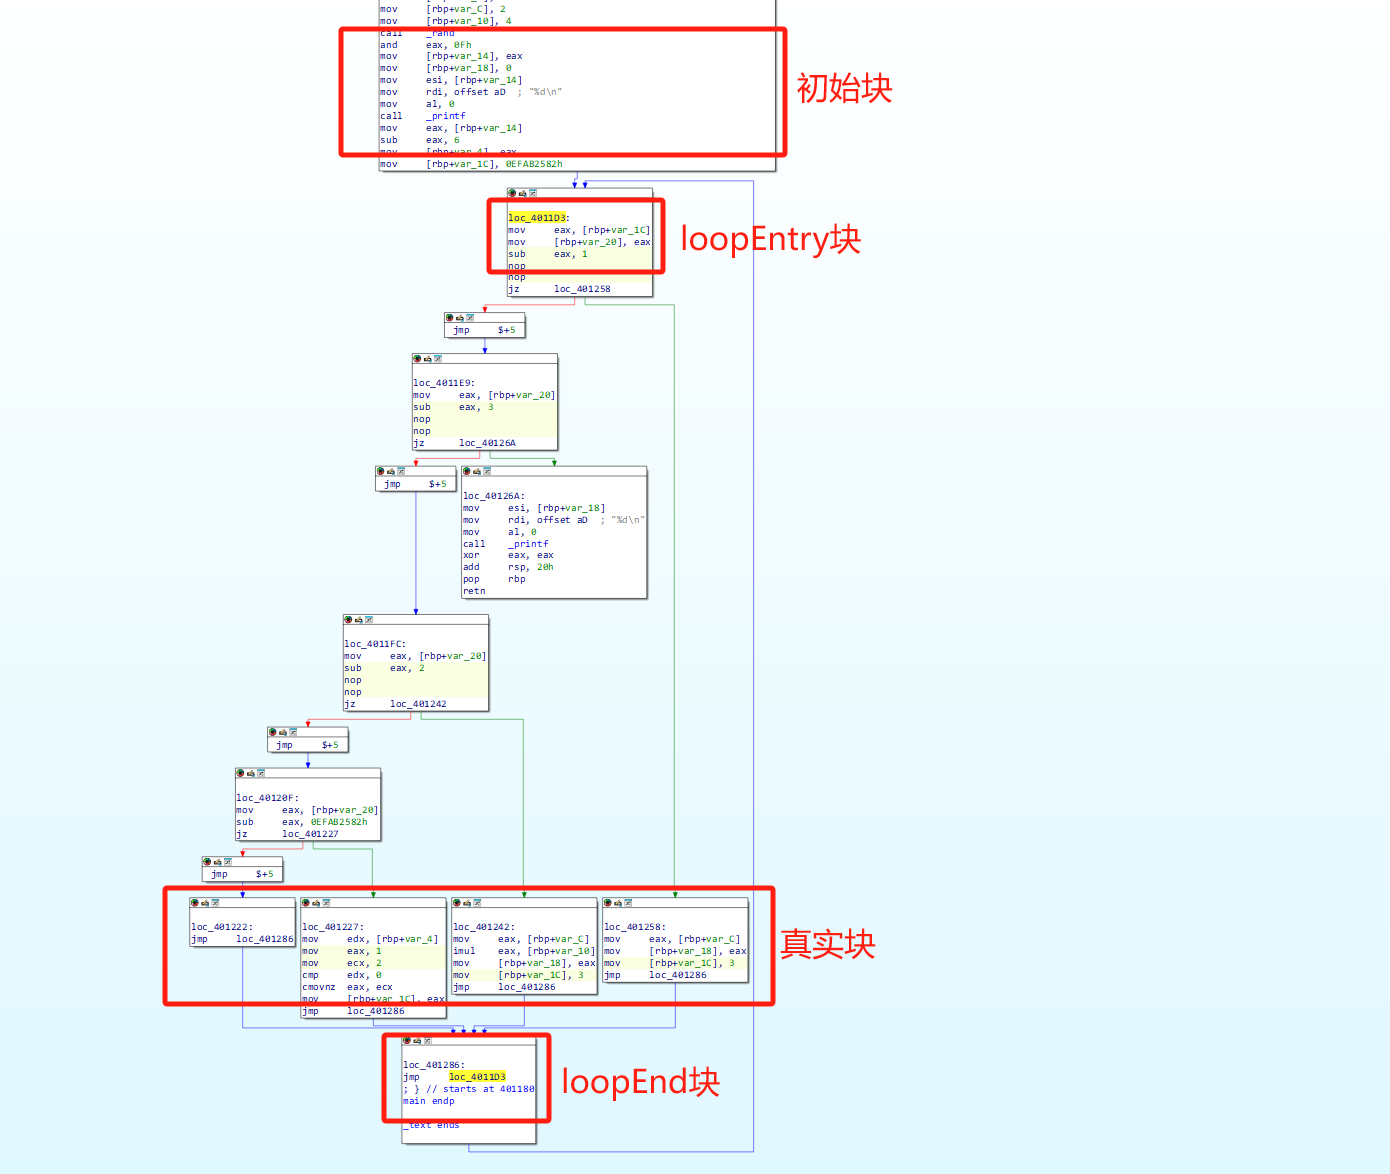 mov [rbp+var_C], 2
mov [rbp+var_10], 4
call _rand
and eax, 0Fh
mov [rbp+var_14], eax
mov [rbp+var_18], 0
mov esi, [rbp+var_14]
mov rdi, offset aD ; "%d\n"
mov al, 0
call _printf
mov eax, [rbp+var_14]
sub eax, 6
mov [rbp+var_4], eax
mov [rbp+var_1C], 0EFAB2582h
初始块
loc_4011D3:
mov eax, [rbp+var_1C]
mov [rbp+var_20], eax
sub eax, 1
nop
nop
jz loc_401258
loopEntry块
jmp $+5
loc_4011E9:
mov eax, [rbp+var_20]
sub eax, 3
nop
nop
jz loc_40126A
jmp $+5
loc_40126A:
mov esi, [rbp+var_18]
mov rdi, offset aD ; "%d\n"
mov al, 0
call _printf
xor eax, eax
add rsp, 20h
pop rbp
retn
loc_4011FC:
mov eax, [rbp+var_20]
sub eax, 2
nop
nop
jz loc_401242
jmp $+5
loc_40120F:
mov eax, [rbp+var_20]
sub eax, 0EFAB2582h
jz loc_401227
jmp $+5
loc_401222:
jmp loc_401286
loc_401227:
mov edx, [rbp+var_4]
mov eax, 1
mov ecx, 2
cmp edx, 0
cmovnz eax, ecx
mov [rbp+var_1C], eax
jmp loc_401286
loc_401242:
mov eax, [rbp+var_C]
imul eax, [rbp+var_10]
mov [rbp+var_18], eax
mov [rbp+var_1C], 3
jmp loc_401286
loc_401258:
mov eax, [rbp+var_C]
mov [rbp+var_18], eax
mov [rbp+var_1C], 3
jmp loc_401286
真实块
loc_401286:
jmp loc_4011D3
; } // starts at 401180
main endp
_text ends
loopEnd块